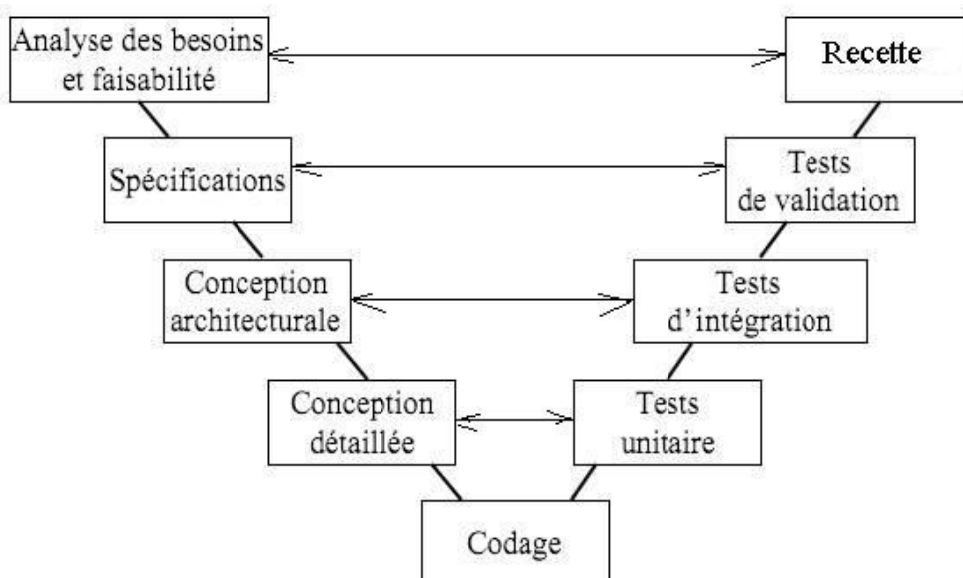 Analyse des besoins
et faisabilité
Recette
Spécifications
Tests
de validation
Conception
architecturale
Tests
d'intégration
Conception
détaillée
Tests
unitaire
Codage